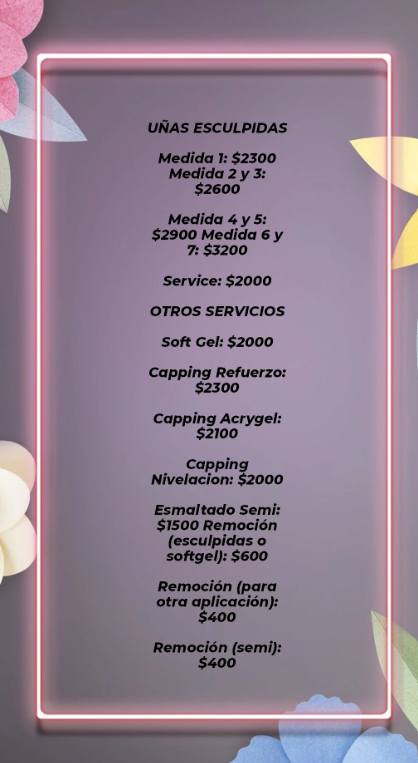 UÑAS ESCULPIDAS
Medida 1: $2300
Medida 2 y 3:
$2600
Medida 4 y 5:
$2900 Medida 6 y
7: $3200
Service: $2000
OTROS SERVICIOS
Soft Gel: $2000
Capping Refuerzo:
$2300
Capping Acrygel:
$2100
Capping
Nivelacion: $2000
Esmaltado Semi:
$1500 Remoción
(esculpidas o
softgel): $600
Remoción (para
otra aplicación):
$400
Remoción (semi):
$400